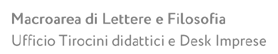 Macroarea di Lettere e Filosofia
Ufficio Tirocini didattici e Desk Imprese